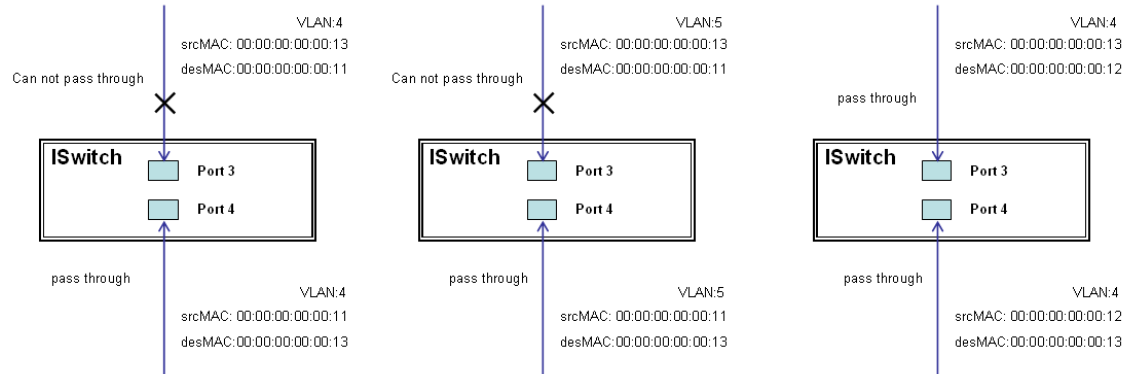 VLAN:4
srcMAC: 00:00:00:00:00:13
desMAC:00:00:00:00:00:11
Can not pass through
ISwitch
Port 3
Port 4
pass through
VLAN:4
srcMAC: 00:00:00:00:00:11
desMAC:00:00:00:00:00:13
VLAN:5
srcMAC: 00:00:00:00:00:13
desMAC:00:00:00:00:00:11
Can not pass through
ISwitch
Port 3
Port 4
pass through
VLAN:5
srcMAC: 00:00:00:00:00:11
desMAC:00:00:00:00:00:13
VLAN:4
srcMAC: 00:00:00:00:00:13
desMAC:00:00:00:00:00:12
pass through
ISwitch
Port 3
Port 4
pass through
VLAN:4
srcMAC: 00:00:00:00:00:12
desMAC:00:00:00:00:00:13